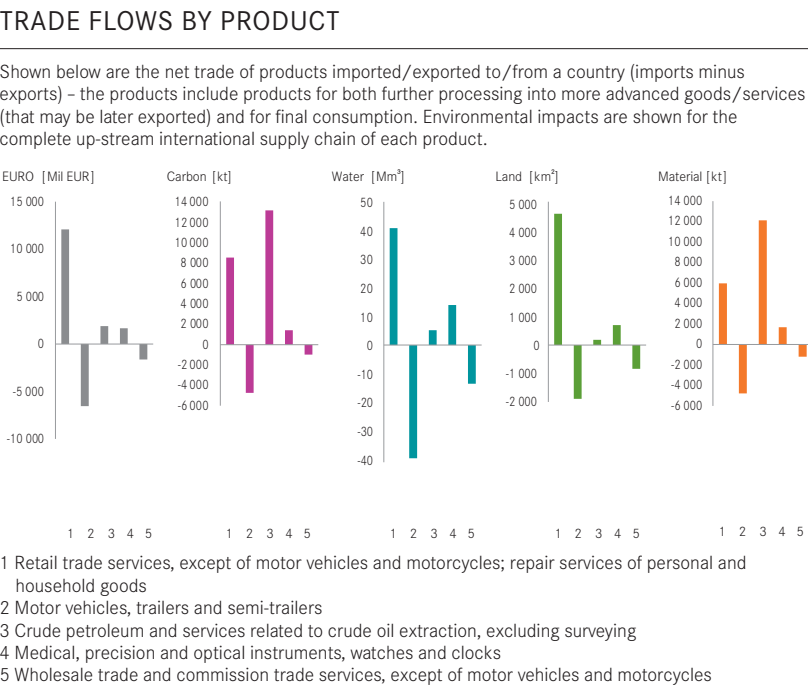 TRADE FLOWS BY PRODUCT
Shown below are the net trade of products imported/exported to/from a country (imports minus
exports) – the products include products for both further processing into more advanced goods/services
(that may be later exported) and for final consumption. Environmental impacts are shown for the
complete up-stream international supply chain of each product.
EURO [Mil EUR]
15 000
10 000
5 000
0
-5 000
-10 000
1 2 3 4 5
Carbon [kt]
14 000
12 000
10 000
8 000
6 000
4 000
2 000
0
-2 000
-4 000
-6 000
1 2 3 4 5
Water [Mm³]
50
40
30
20
10
0
-10
-20
-30
-40
1 2 3 4 5
Land [km²]
5 000
4 000
3 000
2 000
1 000
0
-1 000
-2 000
1 2 3 4 5
Material [kt]
14 000
12 000
10 000
8 000
6 000
4 000
2 000
0
-2 000
-4 000
-6 000
1 2 3 4 5
1 Retail trade services, except of motor vehicles and motorcycles; repair services of personal and
household goods
2 Motor vehicles, trailers and semi-trailers
3 Crude petroleum and services related to crude oil extraction, excluding surveying
4 Medical, precision and optical instruments, watches and clocks
5 Wholesale trade and commission trade services, except of motor vehicles and motorcycles